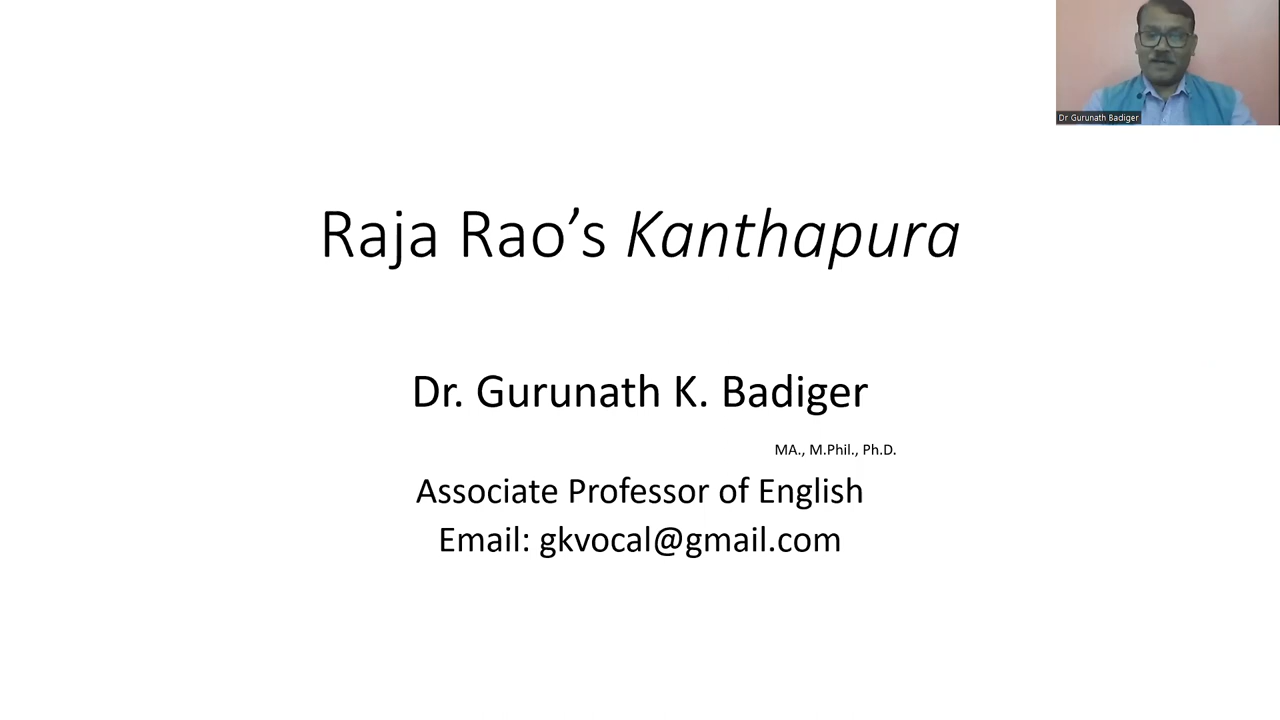 Dr Gurunath Badiger
Raja Rao’s Kanthapura
Dr. Gurunath K. Badiger
MA., M.Phil., Ph.D.
Associate Professor of English
Email: gkvocal@gmail.com